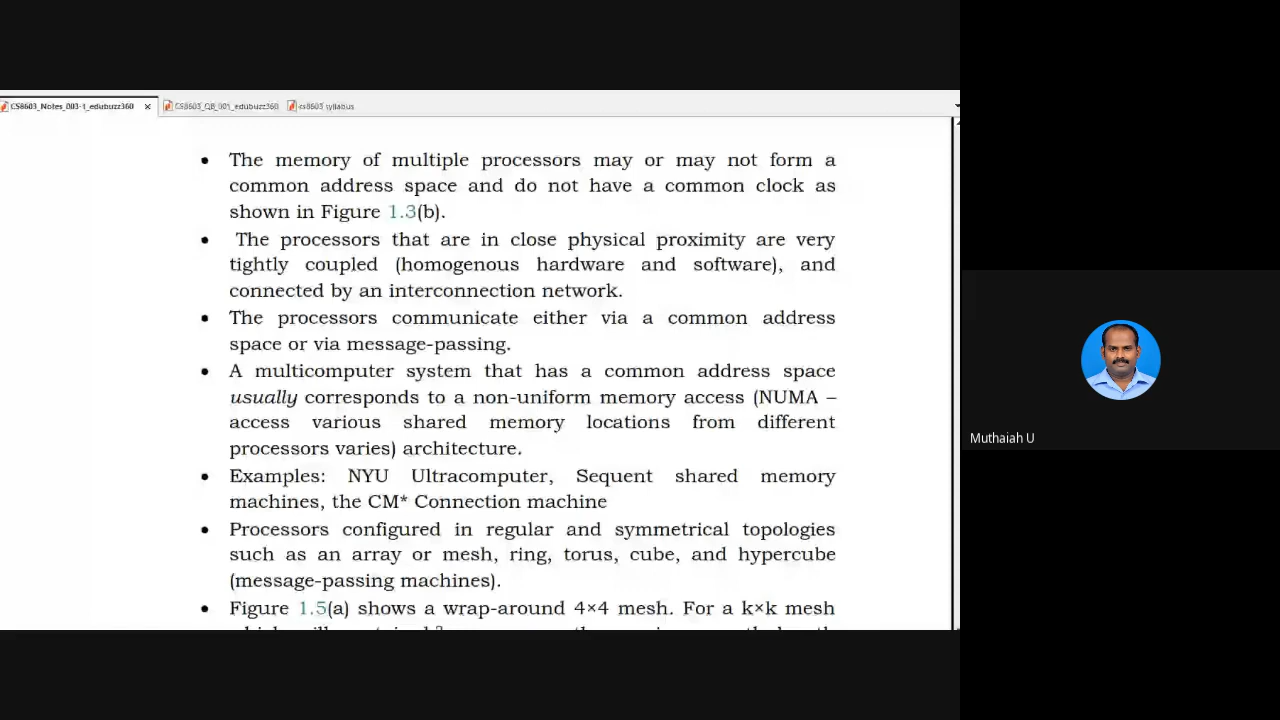 CS8603_Notes_003-1_edubuzz360
CS8603_QB_001_edubuzz360
cs8603 syllabus
• The memory of multiple processors may or may not form a
common address space and do not have a common clock as
shown in Figure 1.3(b).
• The processors that are in close physical proximity are very
tightly coupled (homogenous hardware and software), and
connected by an interconnection network.
• The processors communicate either via a common address
space or via message-passing.
• A multicomputer system that has a common address space
usually corresponds to a non-uniform memory access (NUMA –
access various shared memory locations from different
processors varies) architecture.
• Examples: NYU Ultracomputer, Sequent shared memory
machines, the CM* Connection machine
• Processors configured in regular and symmetrical topologies
such as an array or mesh, ring, torus, cube, and hypercube
(message-passing machines).
• Figure 1.5(a) shows a wrap-around 4×4 mesh. For a k×k mesh
Muthaiah U